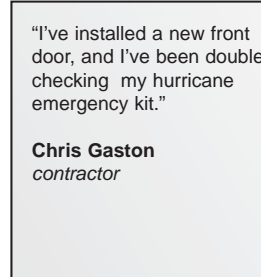 “I’ve installed a new front
door, and I’ve been double
checking  my hurricane
emergency kit.”
Chris Gaston
contractor